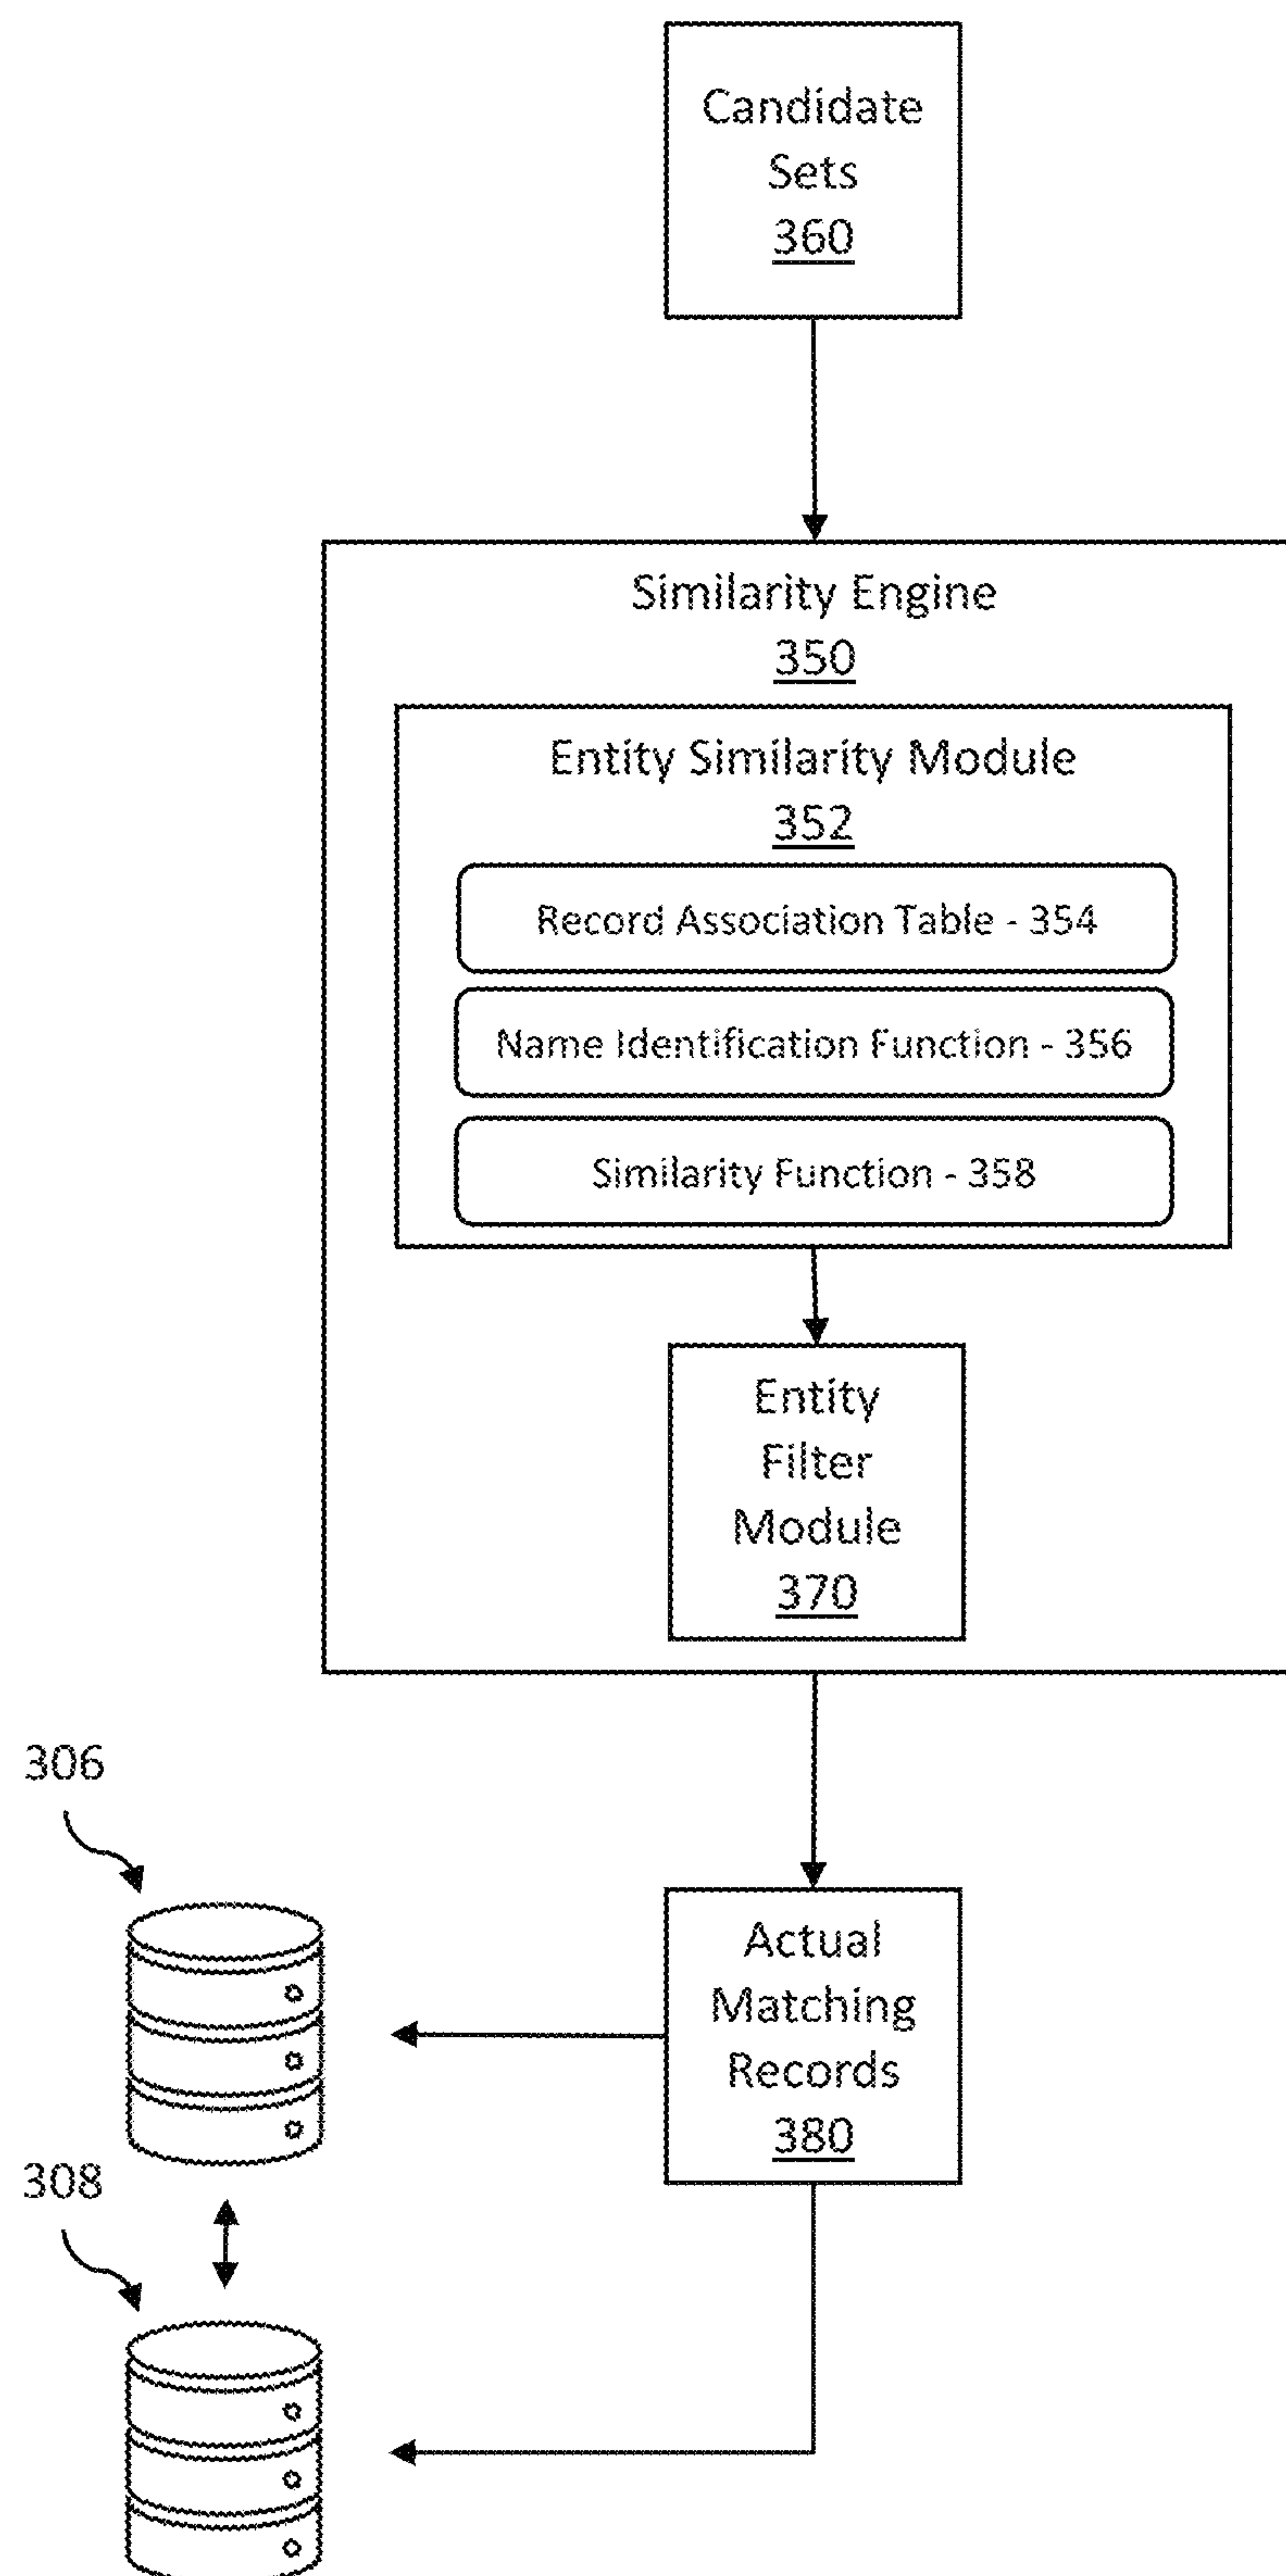 Candidate
Sets
360
Similarity Engine
350
Entity Similarity Module
352
Record Association Table - 354
Name Identification Function - 356
Similarity Function - 358
Entity
Filter
Module
370
306
Actual
Matching
Records
380
308